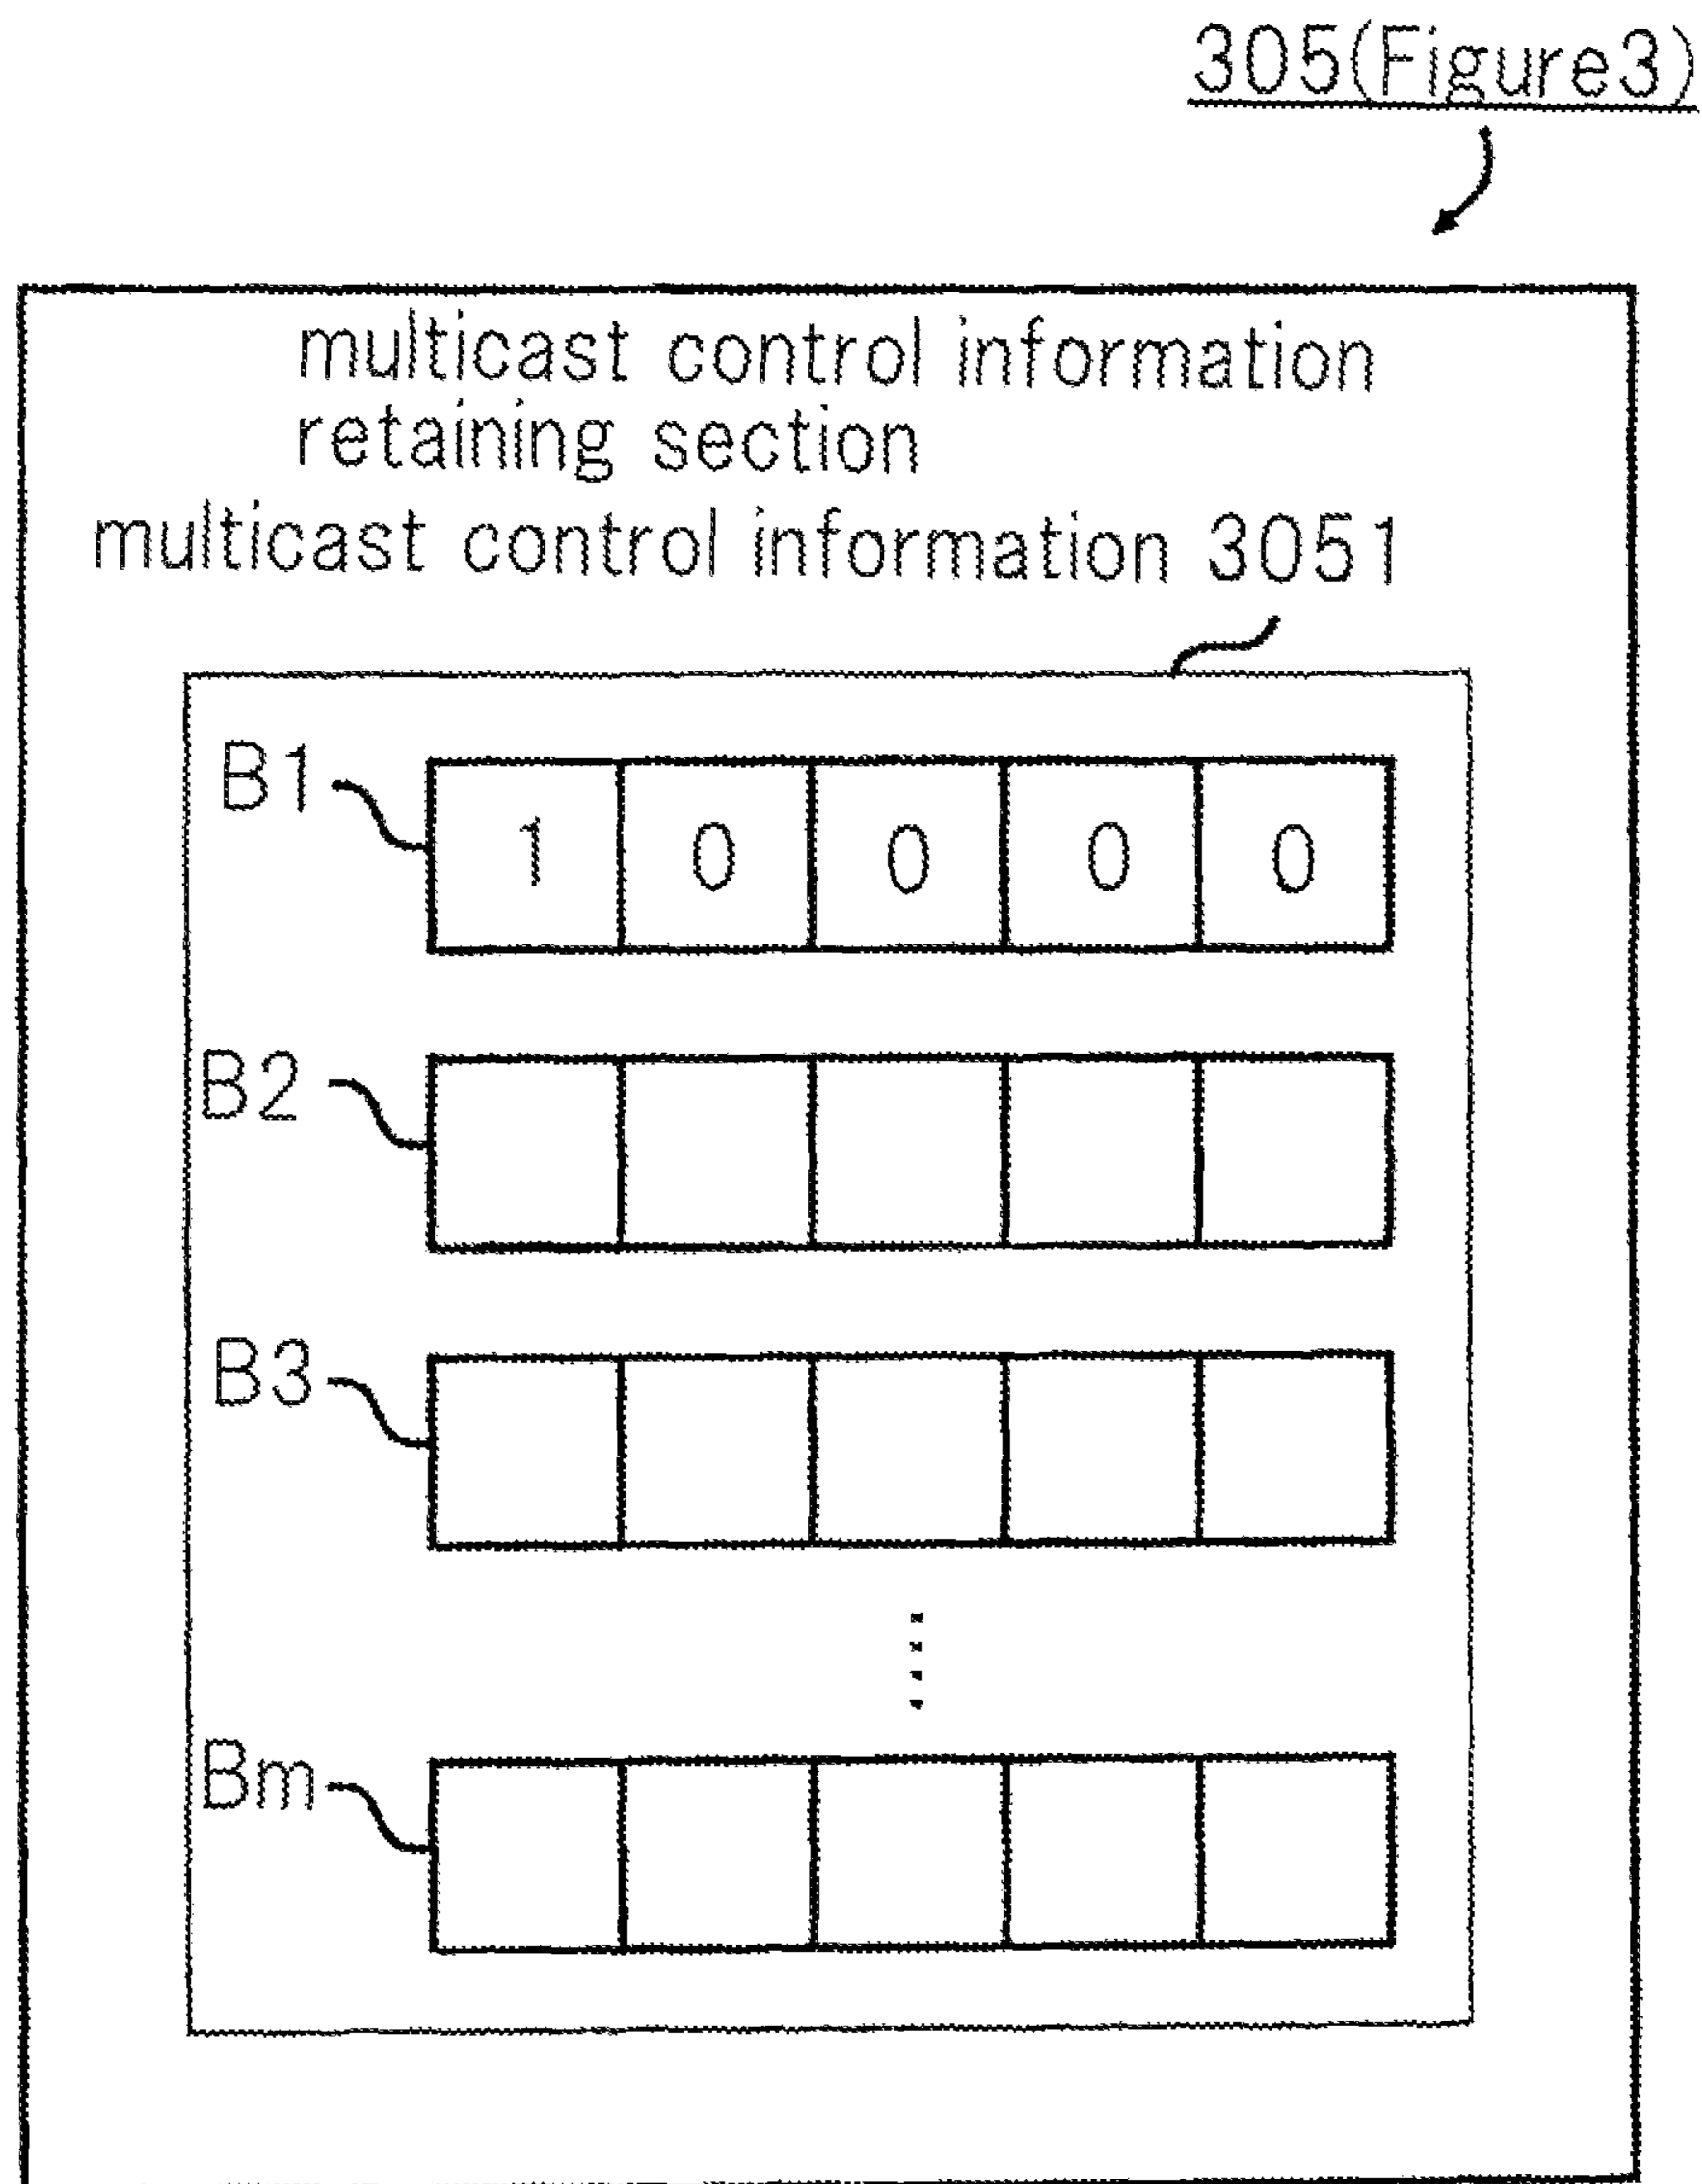 305(Figure3)
multicast control information
retaining section
multicast control information 3051
B1
1 0 0 0 0
B2
B3
Bm